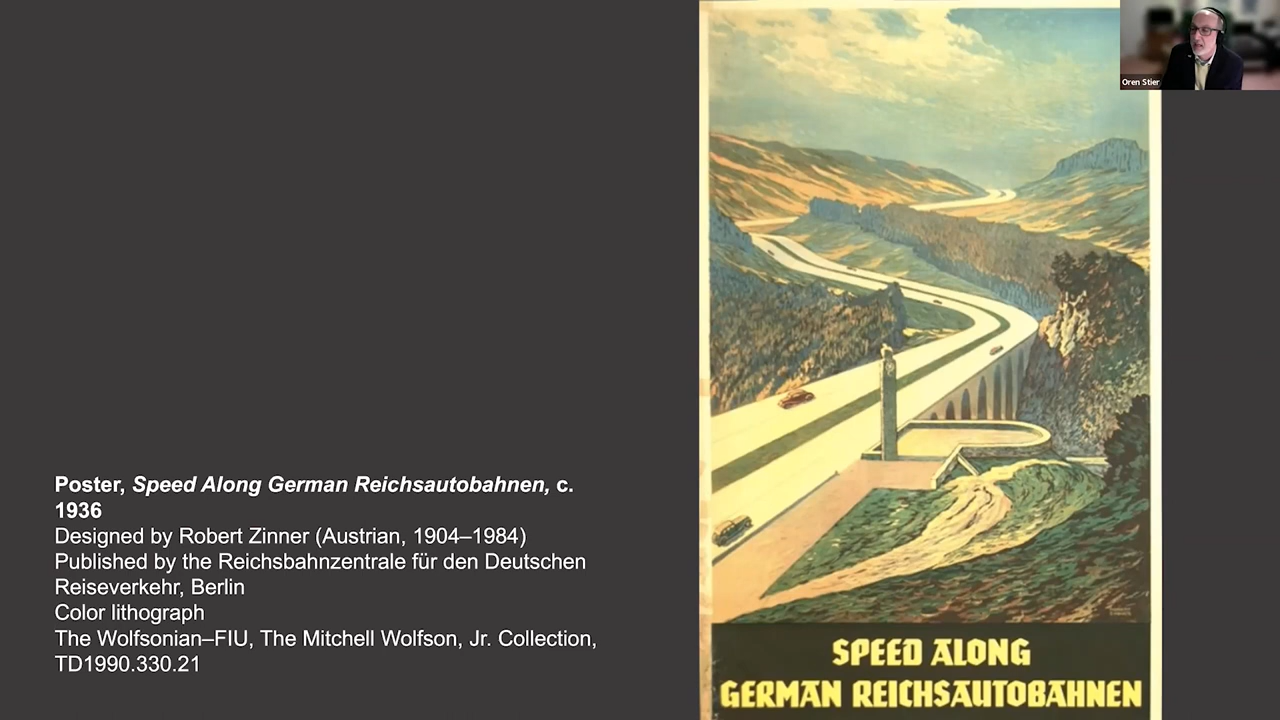 Oren Stier
Poster, Speed Along German Reichsautobahnen, c.
1936
Designed by Robert Zinner (Austrian, 1904–1984)
Published by the Reichsbahnzentrale für den Deutschen
Reiseverkehr, Berlin
Color lithograph
The Wolfsonian–FIU, The Mitchell Wolfson, Jr. Collection,
TD1990.330.21
SPEED ALONG
GERMAN REICHSAUTOBAHNEN